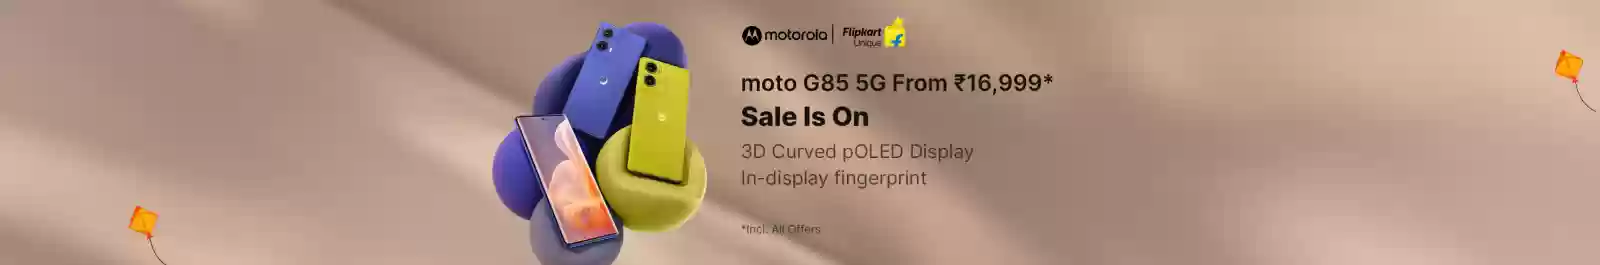 motorola Flipkart
Unique
moto G85 5G From ₹16,999*
Sale Is On
3D Curved pOLED Display
In-display fingerprint
*Incl. All Offers